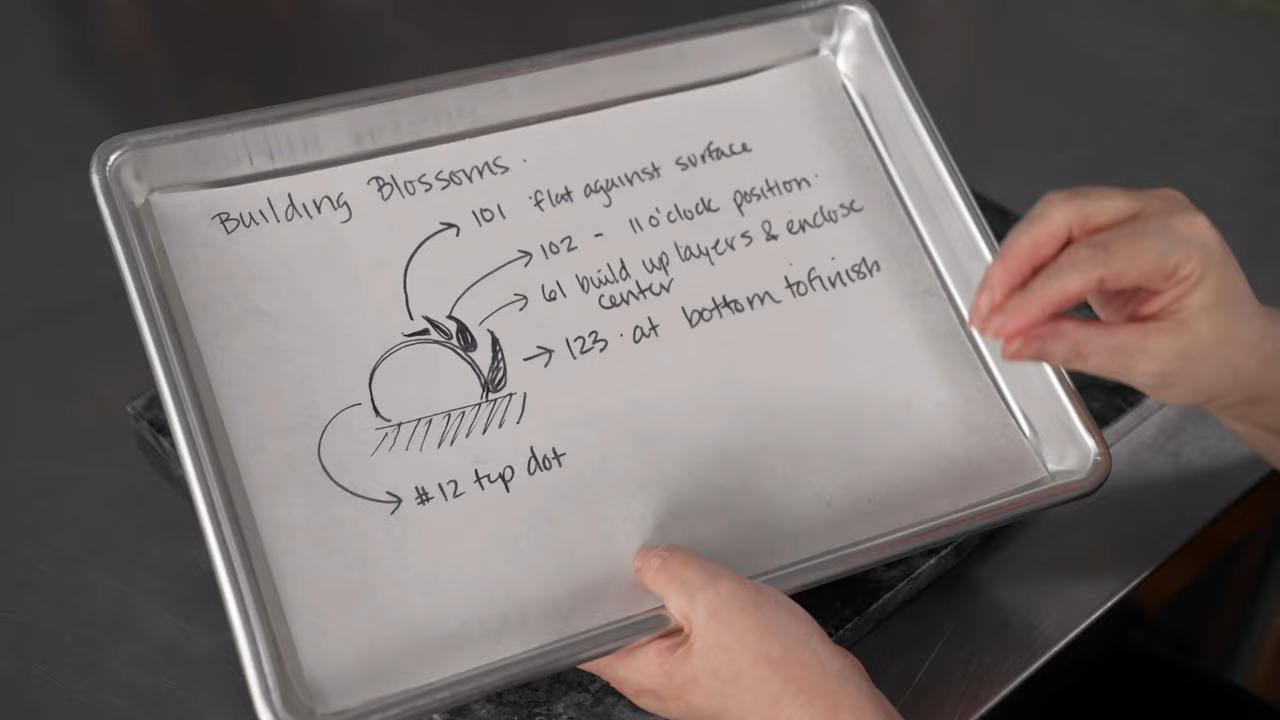 Building Blossoms.
101 flat against surface
102 - 11 o'clock position.
61 build up layers & enclose
center
123. at bottom to finish
#12 tip dot